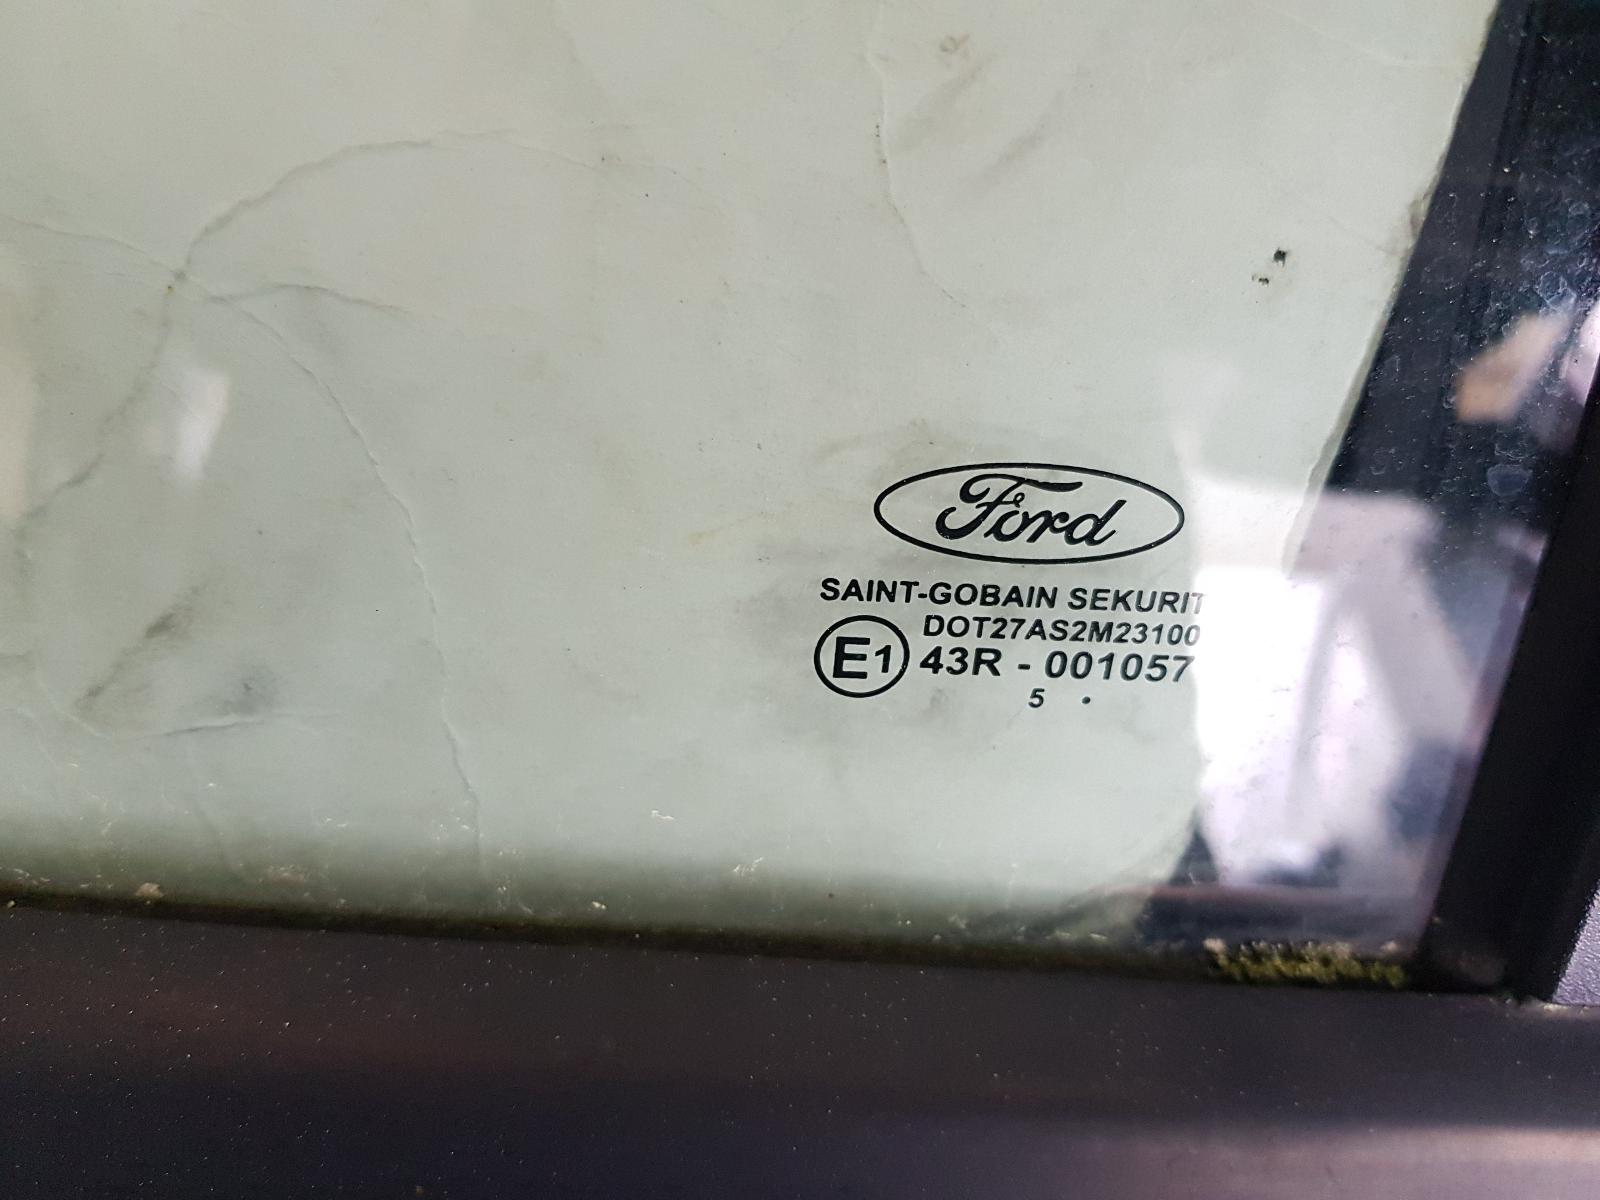 Ford
SAINT-GOBAIN SEKURIT
DOT27AS2M23100
E1 43R - 001057
5 •